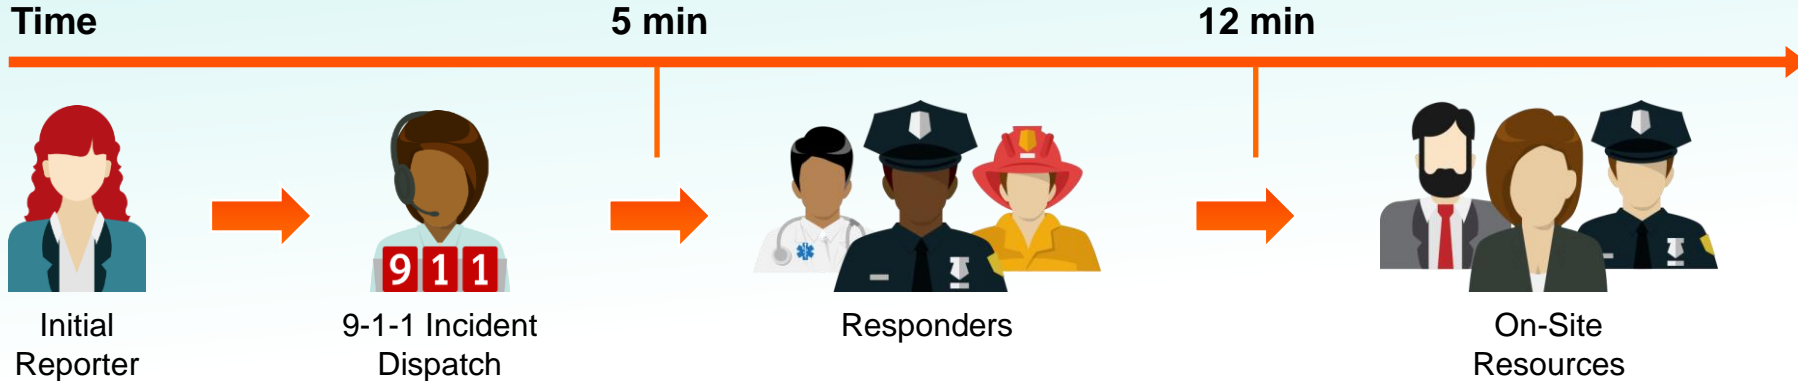 Time
5 min
12 min
911
Initial
Reporter
9-1-1 Incident
Dispatch
Responders
On-Site
Resources